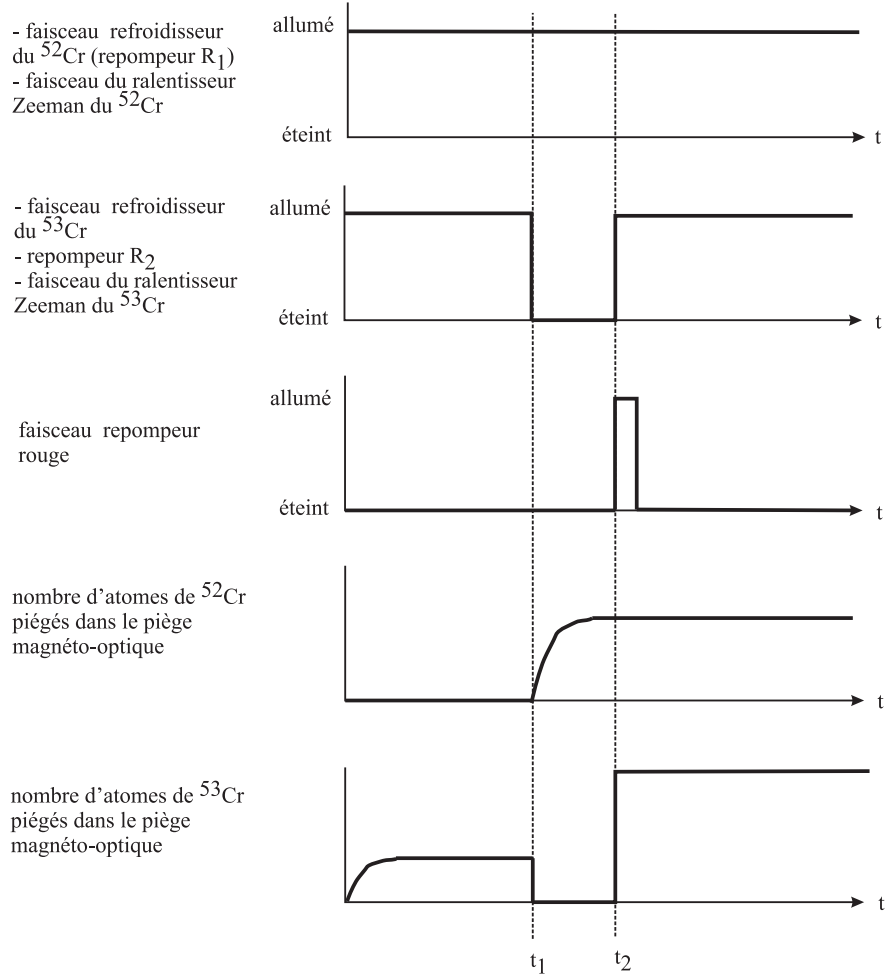 - faisceau refroidisseur
du 52Cr (repompeur R1)
- faisceau du ralentisseur
Zeeman du 52Cr
allumé
éteint
t
- faisceau refroidisseur
du 53Cr
- repompeur R2
- faisceau du ralentisseur
Zeeman du 53Cr
allumé
éteint
t
faisceau repompeur
rouge
allumé
éteint
t
nombre d'atomes de 52Cr
piégés dans le piège
magnéto-optique
t
nombre d'atomes de 53Cr
piégés dans le piège
magnéto-optique
t
t1
t2